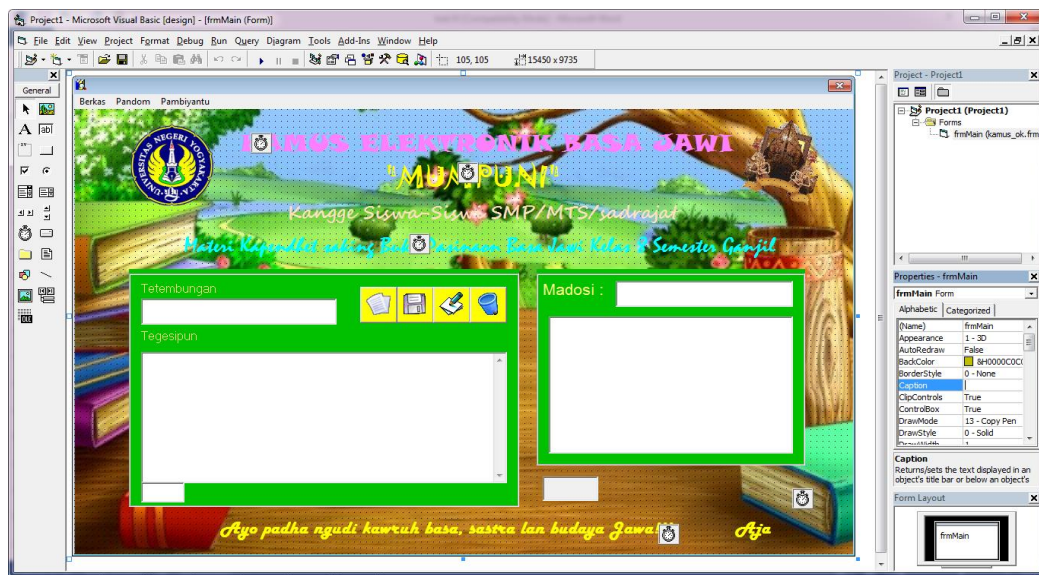 Project1 - Microsoft Visual Basic [design] - [frmMain (Form)]
File Edit View Project Format Debug Run Query Diagram Tools Add-Ins Window Help
105, 105 15450 x 9735
General
Berkas Pandom Pambiyantu
UNIVERSITAS NEGERI YOGYAKARTA
KAMUS ELEKTRONIK BASA JAWI
"MUMPUNI"
Kangge Siswa-Siswi SMP/MTS/sadrajat
Materi Kapendhet saking Buku Basa Jawi Kelas Semester Ganjil
Tetembungan
Tegesipun
Madosi :
Ayo padha ngudi kawruh basa, sastra lan budaya Jawa!
Aja
Project - Project1
Project1 (Project1)
Forms
frmMain (kamus_ok.frm
Properties - frmMain
frmMain Form
Alphabetic Categorized
(Name) frmMain
Appearance 1 - 3D
AutoRedraw False
BackColor &H0000C0C
BorderStyle 0 - None
Caption
ClipControls True
ControlBox True
DrawMode 13 - Copy Pen
DrawStyle 0 - Solid
DrawWidth 1
Caption
Returns/sets the text displayed in an
object's title bar or below an object's
Form Layout
frmMain